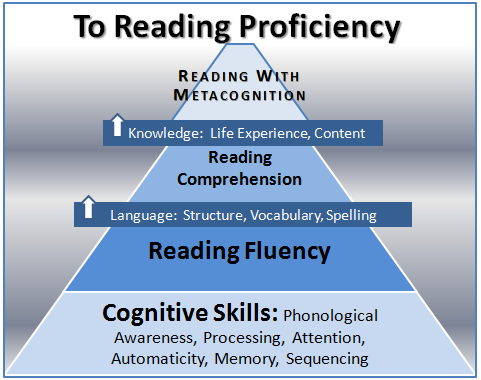 To Reading Proficiency
READING WITH
METACOGNITION
Knowledge: Life Experience, Content
Reading
Comprehension
Language: Structure, Vocabulary, Spelling
Reading Fluency
Cognitive Skills: Phonological
Awareness, Processing, Attention,
Automaticity, Memory, Sequencing